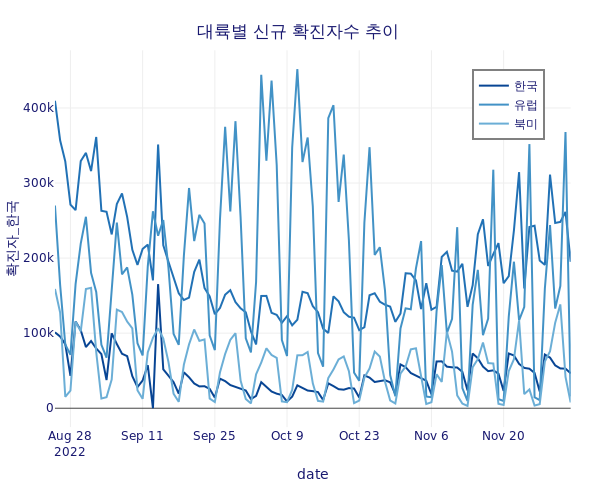 대륙별 신규 확진자수 추이
한국
유럽
북미
확진자_한국
400k
300k
200k
100k
0
Aug 28
2022
Sep 11
Sep 25
Oct 9
Oct 23
Nov 6
Nov 20
date